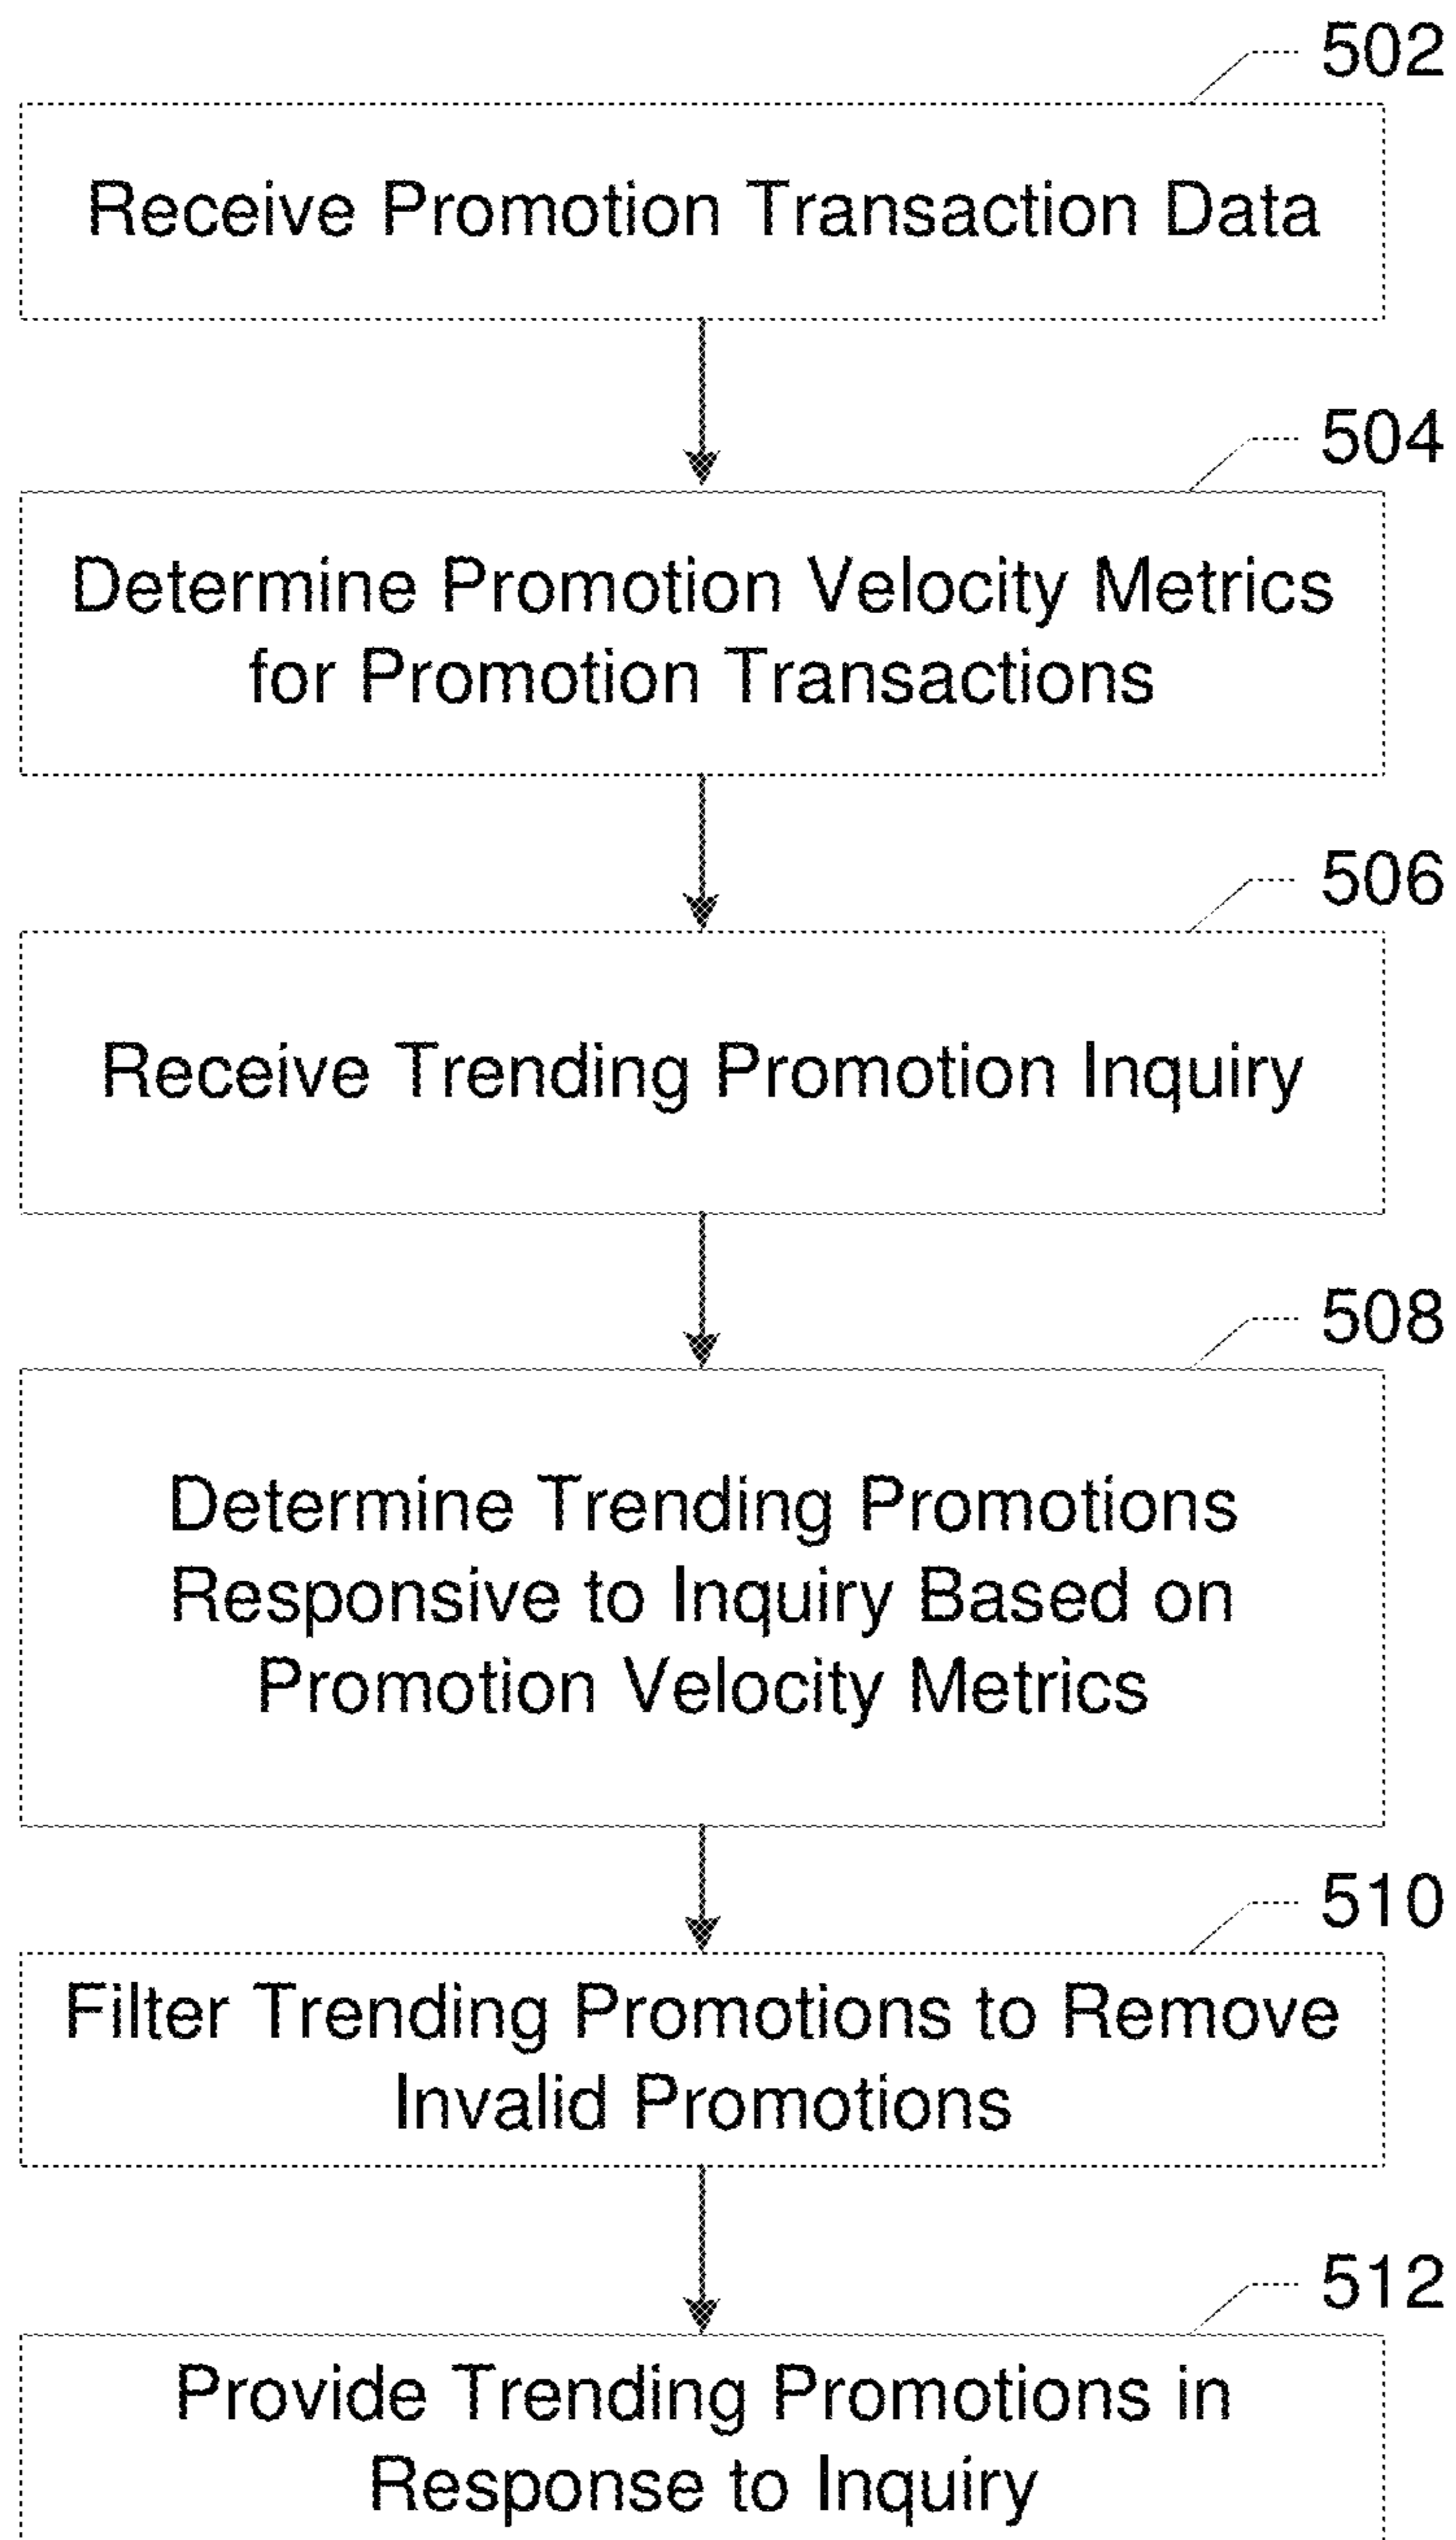 502
Receive Promotion Transaction Data
504
Determine Promotion Velocity Metrics
for Promotion Transactions
506
Receive Trending Promotion Inquiry
508
Determine Trending Promotions
Responsive to Inquiry Based on
Promotion Velocity Metrics
510
Filter Trending Promotions to Remove
Invalid Promotions
512
Provide Trending Promotions in
Response to Inquiry